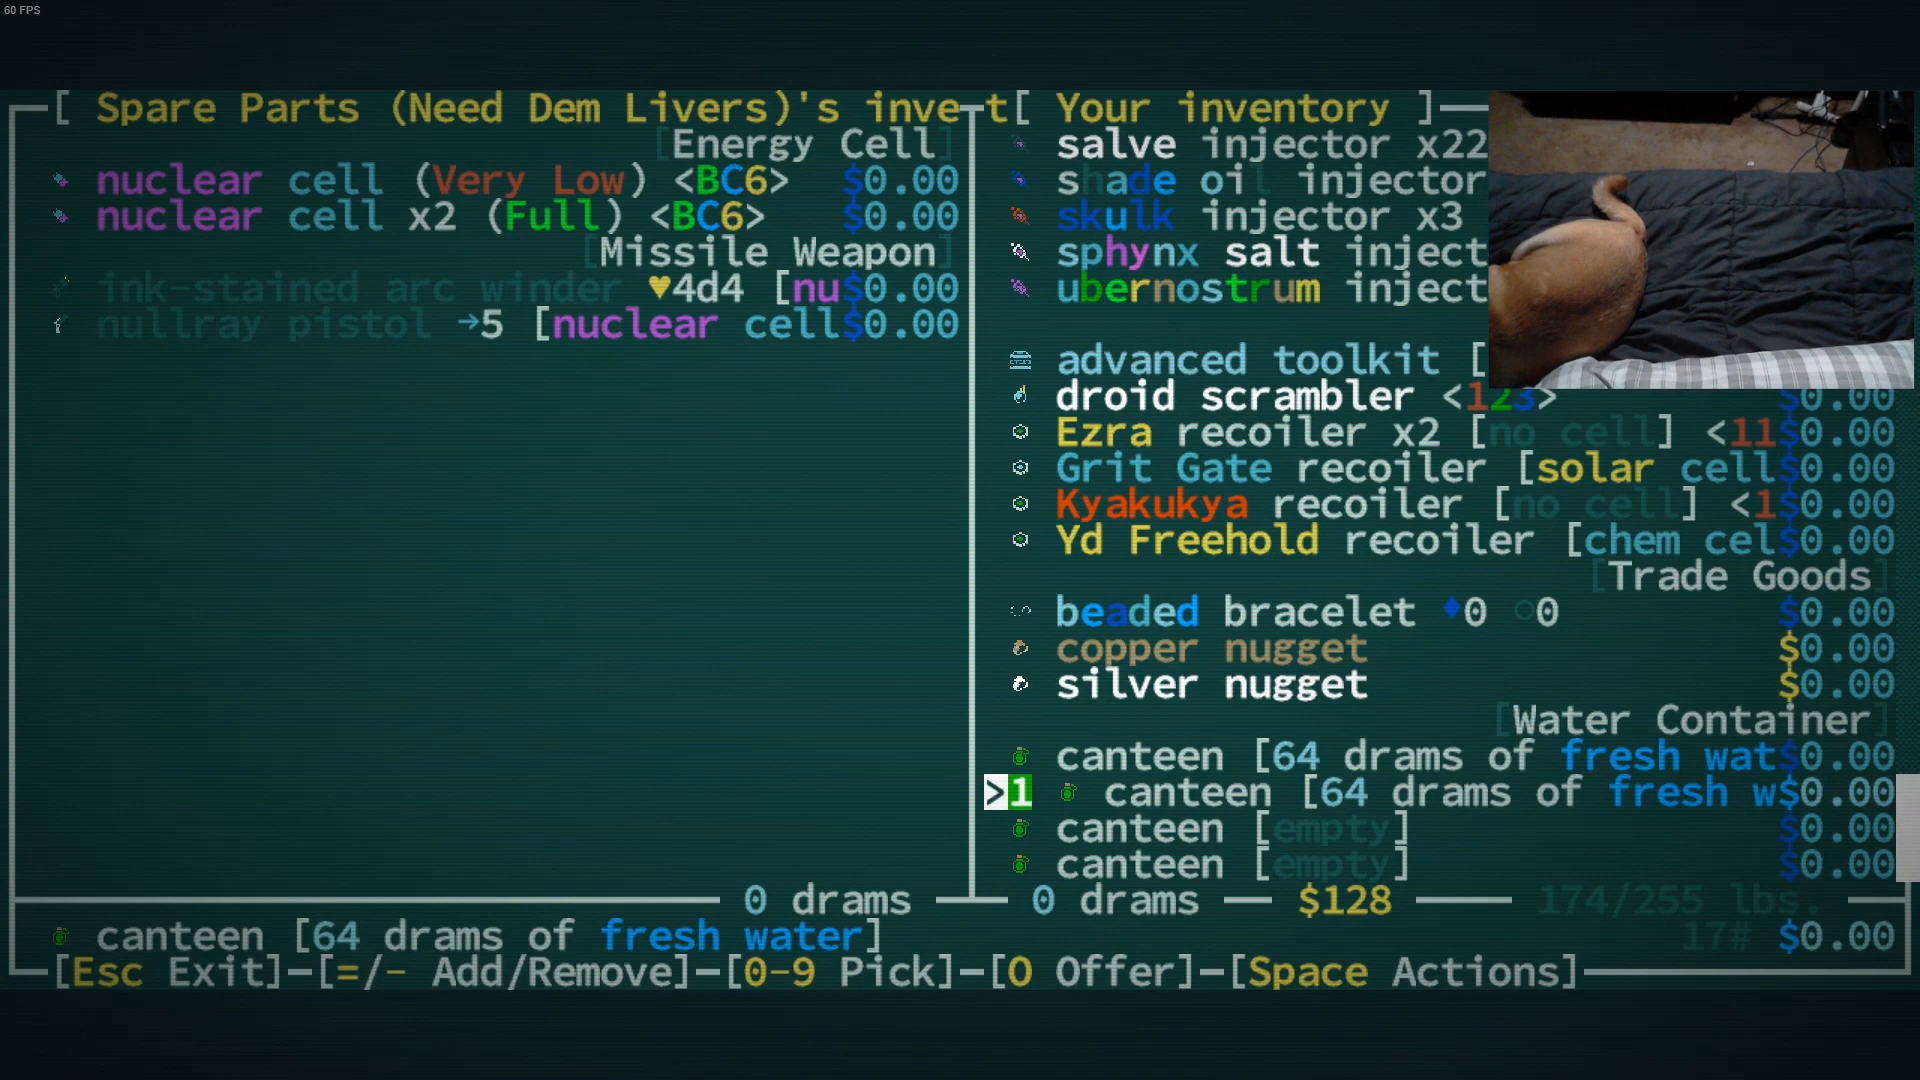 60 FPS
[ Spare Parts (Need Dem Livers)'s invent
[Energy Cell]
nuclear cell (Very Low) <BC6> $0.00
nuclear cell x2 (Full) <BC6> $0.00
[Missile Weapon]
ink-stained arc winder ♥4d4 [nu$0.00
nullray pistol →5 [nuclear cell$0.00
0 drams
[ Your inventory ]
salve injector x22
shade oil injector
skulk injector x3
sphynx salt inject
ubernostrum inject
advanced toolkit [
droid scrambler <123> $0.00
Ezra recoiler x2 [no cell] <11$0.00
Grit Gate recoiler [solar cell$0.00
Kyakukya recoiler [no cell] <1$0.00
Yd Freehold recoiler [chem cel$0.00
[Trade Goods]
beaded bracelet ♦0 ○0 $0.00
copper nugget $0.00
silver nugget $0.00
[Water Container]
canteen [64 drams of fresh wat$0.00
>1 canteen [64 drams of fresh w$0.00
canteen [empty] $0.00
canteen [empty] $0.00
0 drams $128 174/255 lbs.
canteen [64 drams of fresh water] 17# $0.00
[Esc Exit]-[=/- Add/Remove]-[0-9 Pick]-[O Offer]-[Space Actions]